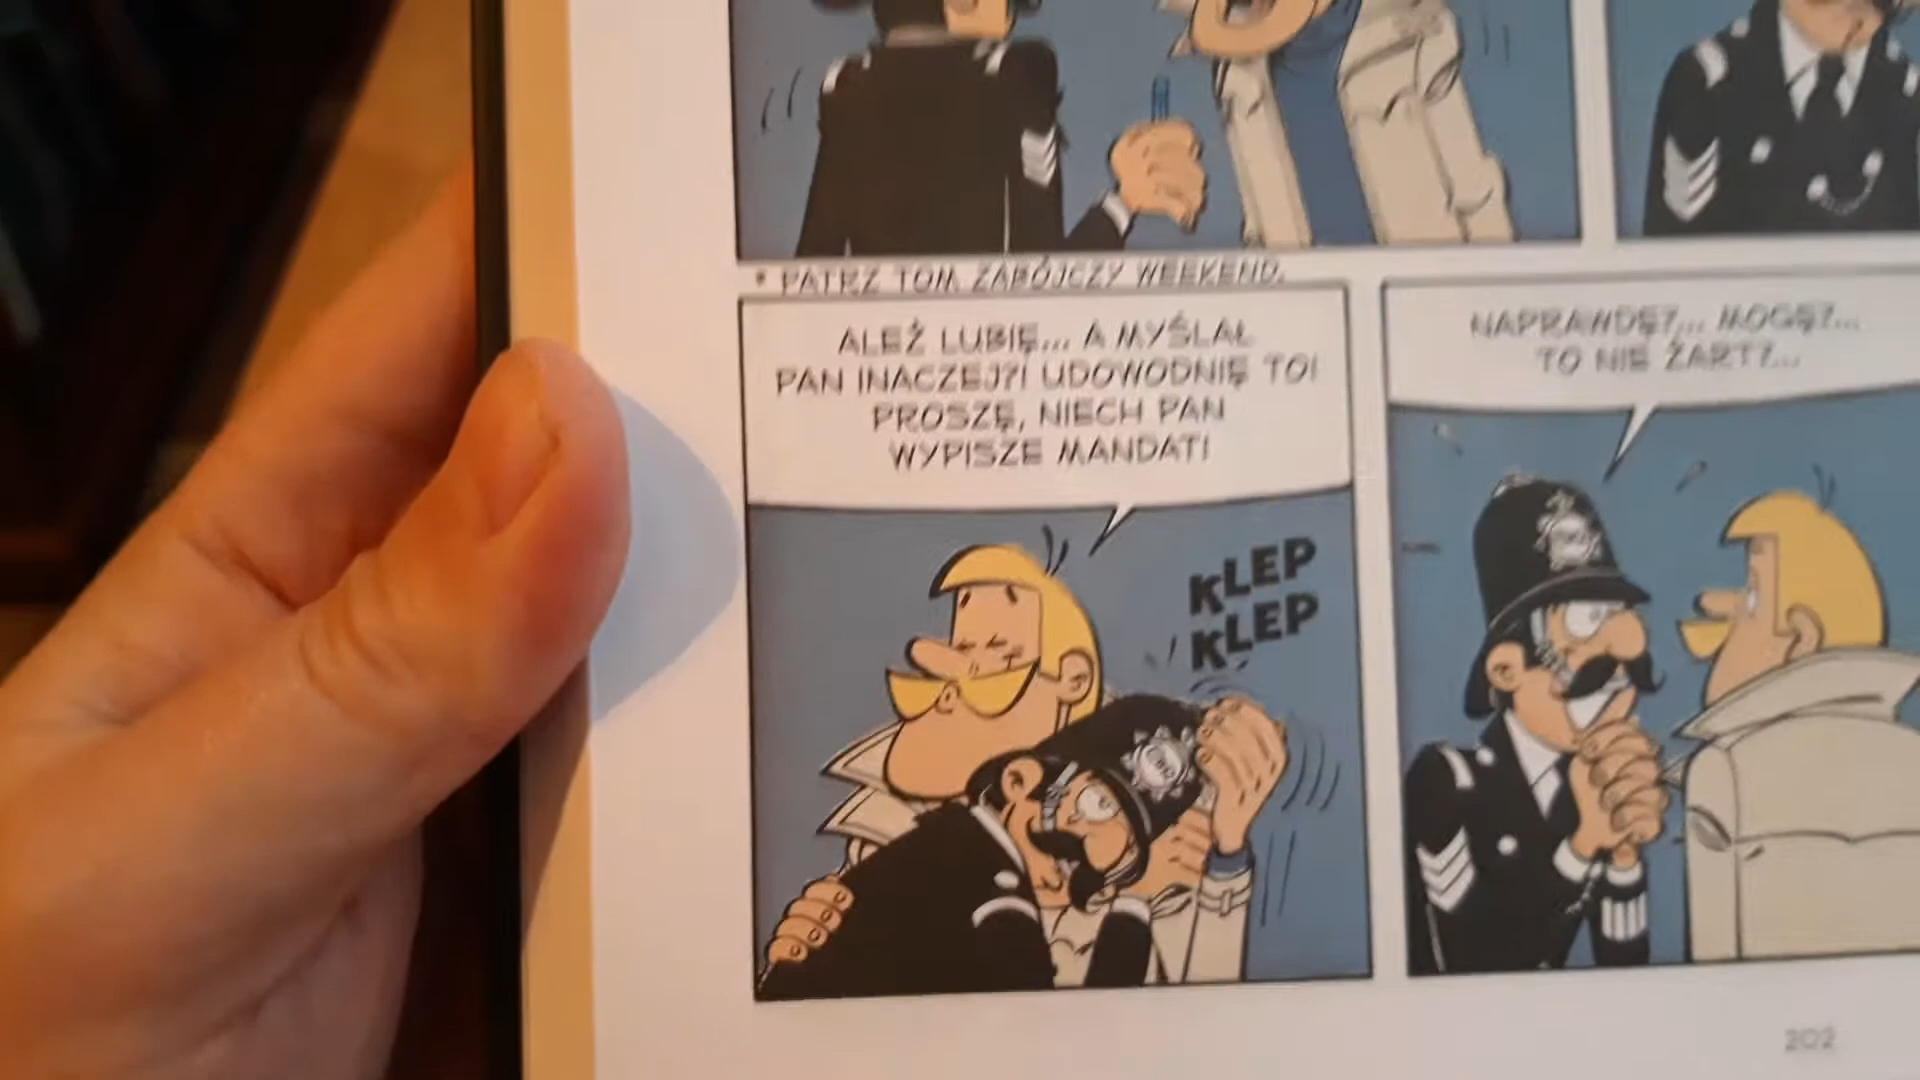 * PATRZ TOM ZABÓJCZY WEEKEND.
ALEŻ LUBIĘ... A MYŚLAŁ
PAN INACZEJ?! UDOWODNIĘ TO!
PROSZĘ, NIECH PAN
WYPISZE MANDAT!
KLEP
KLEP
NAPRAWDĘ?... MOGĘ?...
TO NIE ŻART?...
202